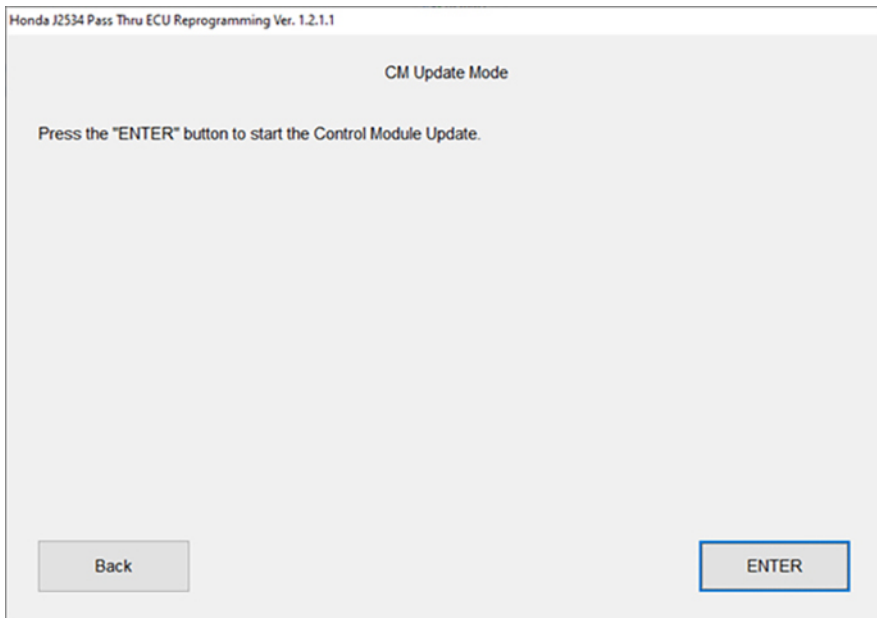 Honda J2534 Pass Thru ECU Reprogramming Ver. 1.2.1.1
CM Update Mode
Press the "ENTER" button to start the Control Module Update.
Back
ENTER